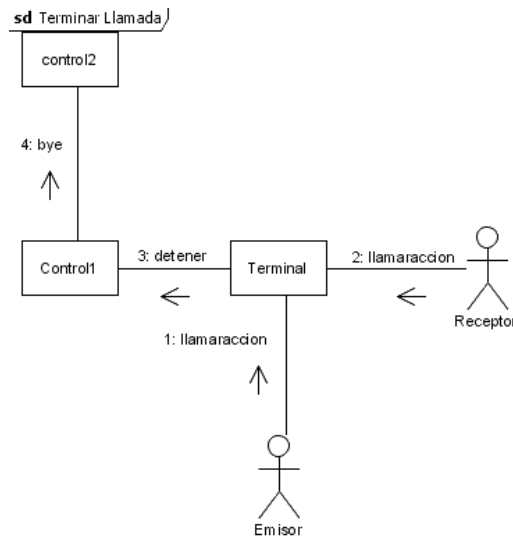 sd Terminar Llamada
control2
4: bye
Control1
3: detener
Terminal
2: llamaraccion
Receptor
1: llamaraccion
Emisor